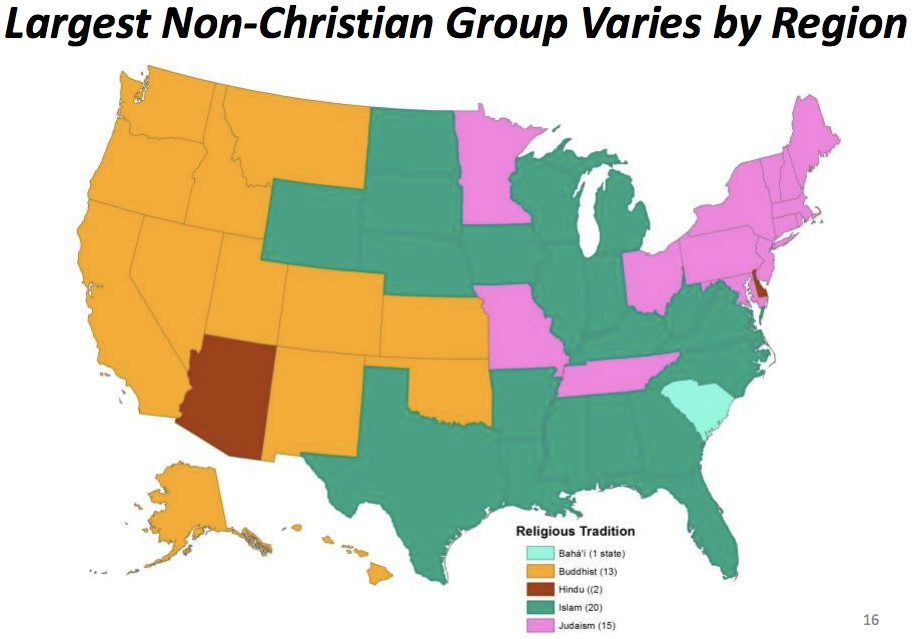 Largest Non-Christian Group Varies by Region
Religious Tradition
Bahá'í (1 state)
Buddhist (13)
Hindu ((2)
Islam (20)
Judaism (15)
16